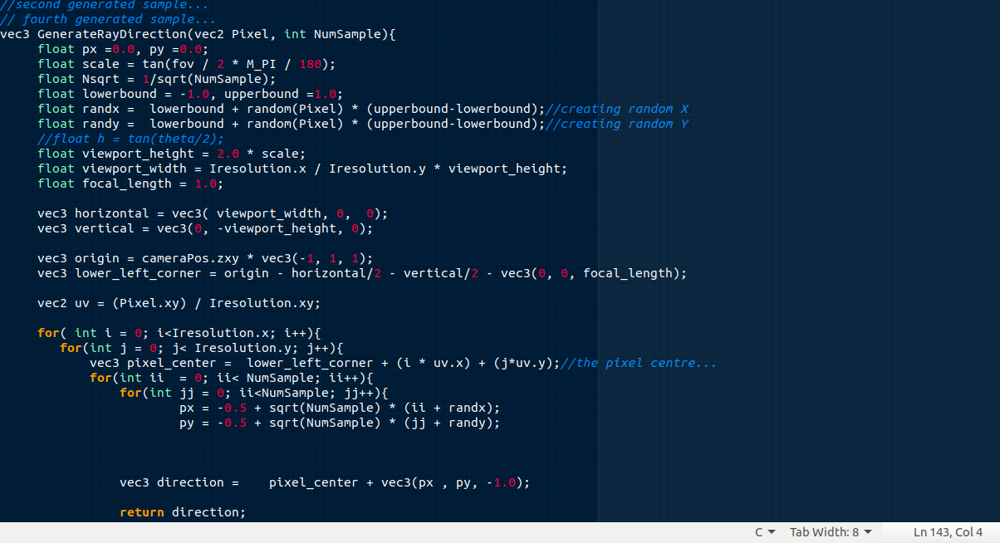 //second generated sample...
// fourth generated sample...
vec3 GenerateRayDirection(vec2 Pixel, int NumSample){
float px =0.0, py =0.0;
float scale = tan(fov / 2 * M_PI / 180);
float Nsqrt = 1/sqrt(NumSample);
float lowerbound = -1.0, upperbound =1.0;
float randx =  lowerbound + random(Pixel) * (upperbound-lowerbound);//creating random X
float randy =  lowerbound + random(Pixel) * (upperbound-lowerbound);//creating random Y
//float h = tan(theta/2);
float viewport_height = 2.0 * scale;
float viewport_width = Iresolution.x / Iresolution.y * viewport_height;
float focal_length = 1.0;
vec3 horizontal = vec3( viewport_width, 0,  0);
vec3 vertical = vec3(0, -viewport_height, 0);
vec3 origin = cameraPos.zxy * vec3(-1, 1, 1);
vec3 lower_left_corner = origin - horizontal/2 - vertical/2 - vec3(0, 0, focal_length);
vec2 uv = (Pixel.xy) / Iresolution.xy;
for( int i = 0; i<Iresolution.x; i++){
for(int j = 0; j< Iresolution.y; j++){
vec3 pixel_center =  lower_left_corner + (i * uv.x) + (j*uv.y);//the pixel centre...
for(int ii  = 0; ii< NumSample; ii++){
for(int jj = 0; ii<NumSample; jj++){
px = -0.5 + sqrt(NumSample) * (ii + randx);
py = -0.5 + sqrt(NumSample) * (jj + randy);
vec3 direction =    pixel_center + vec3(px , py, -1.0);
return direction;
C Tab Width: 8 Ln 143, Col 4